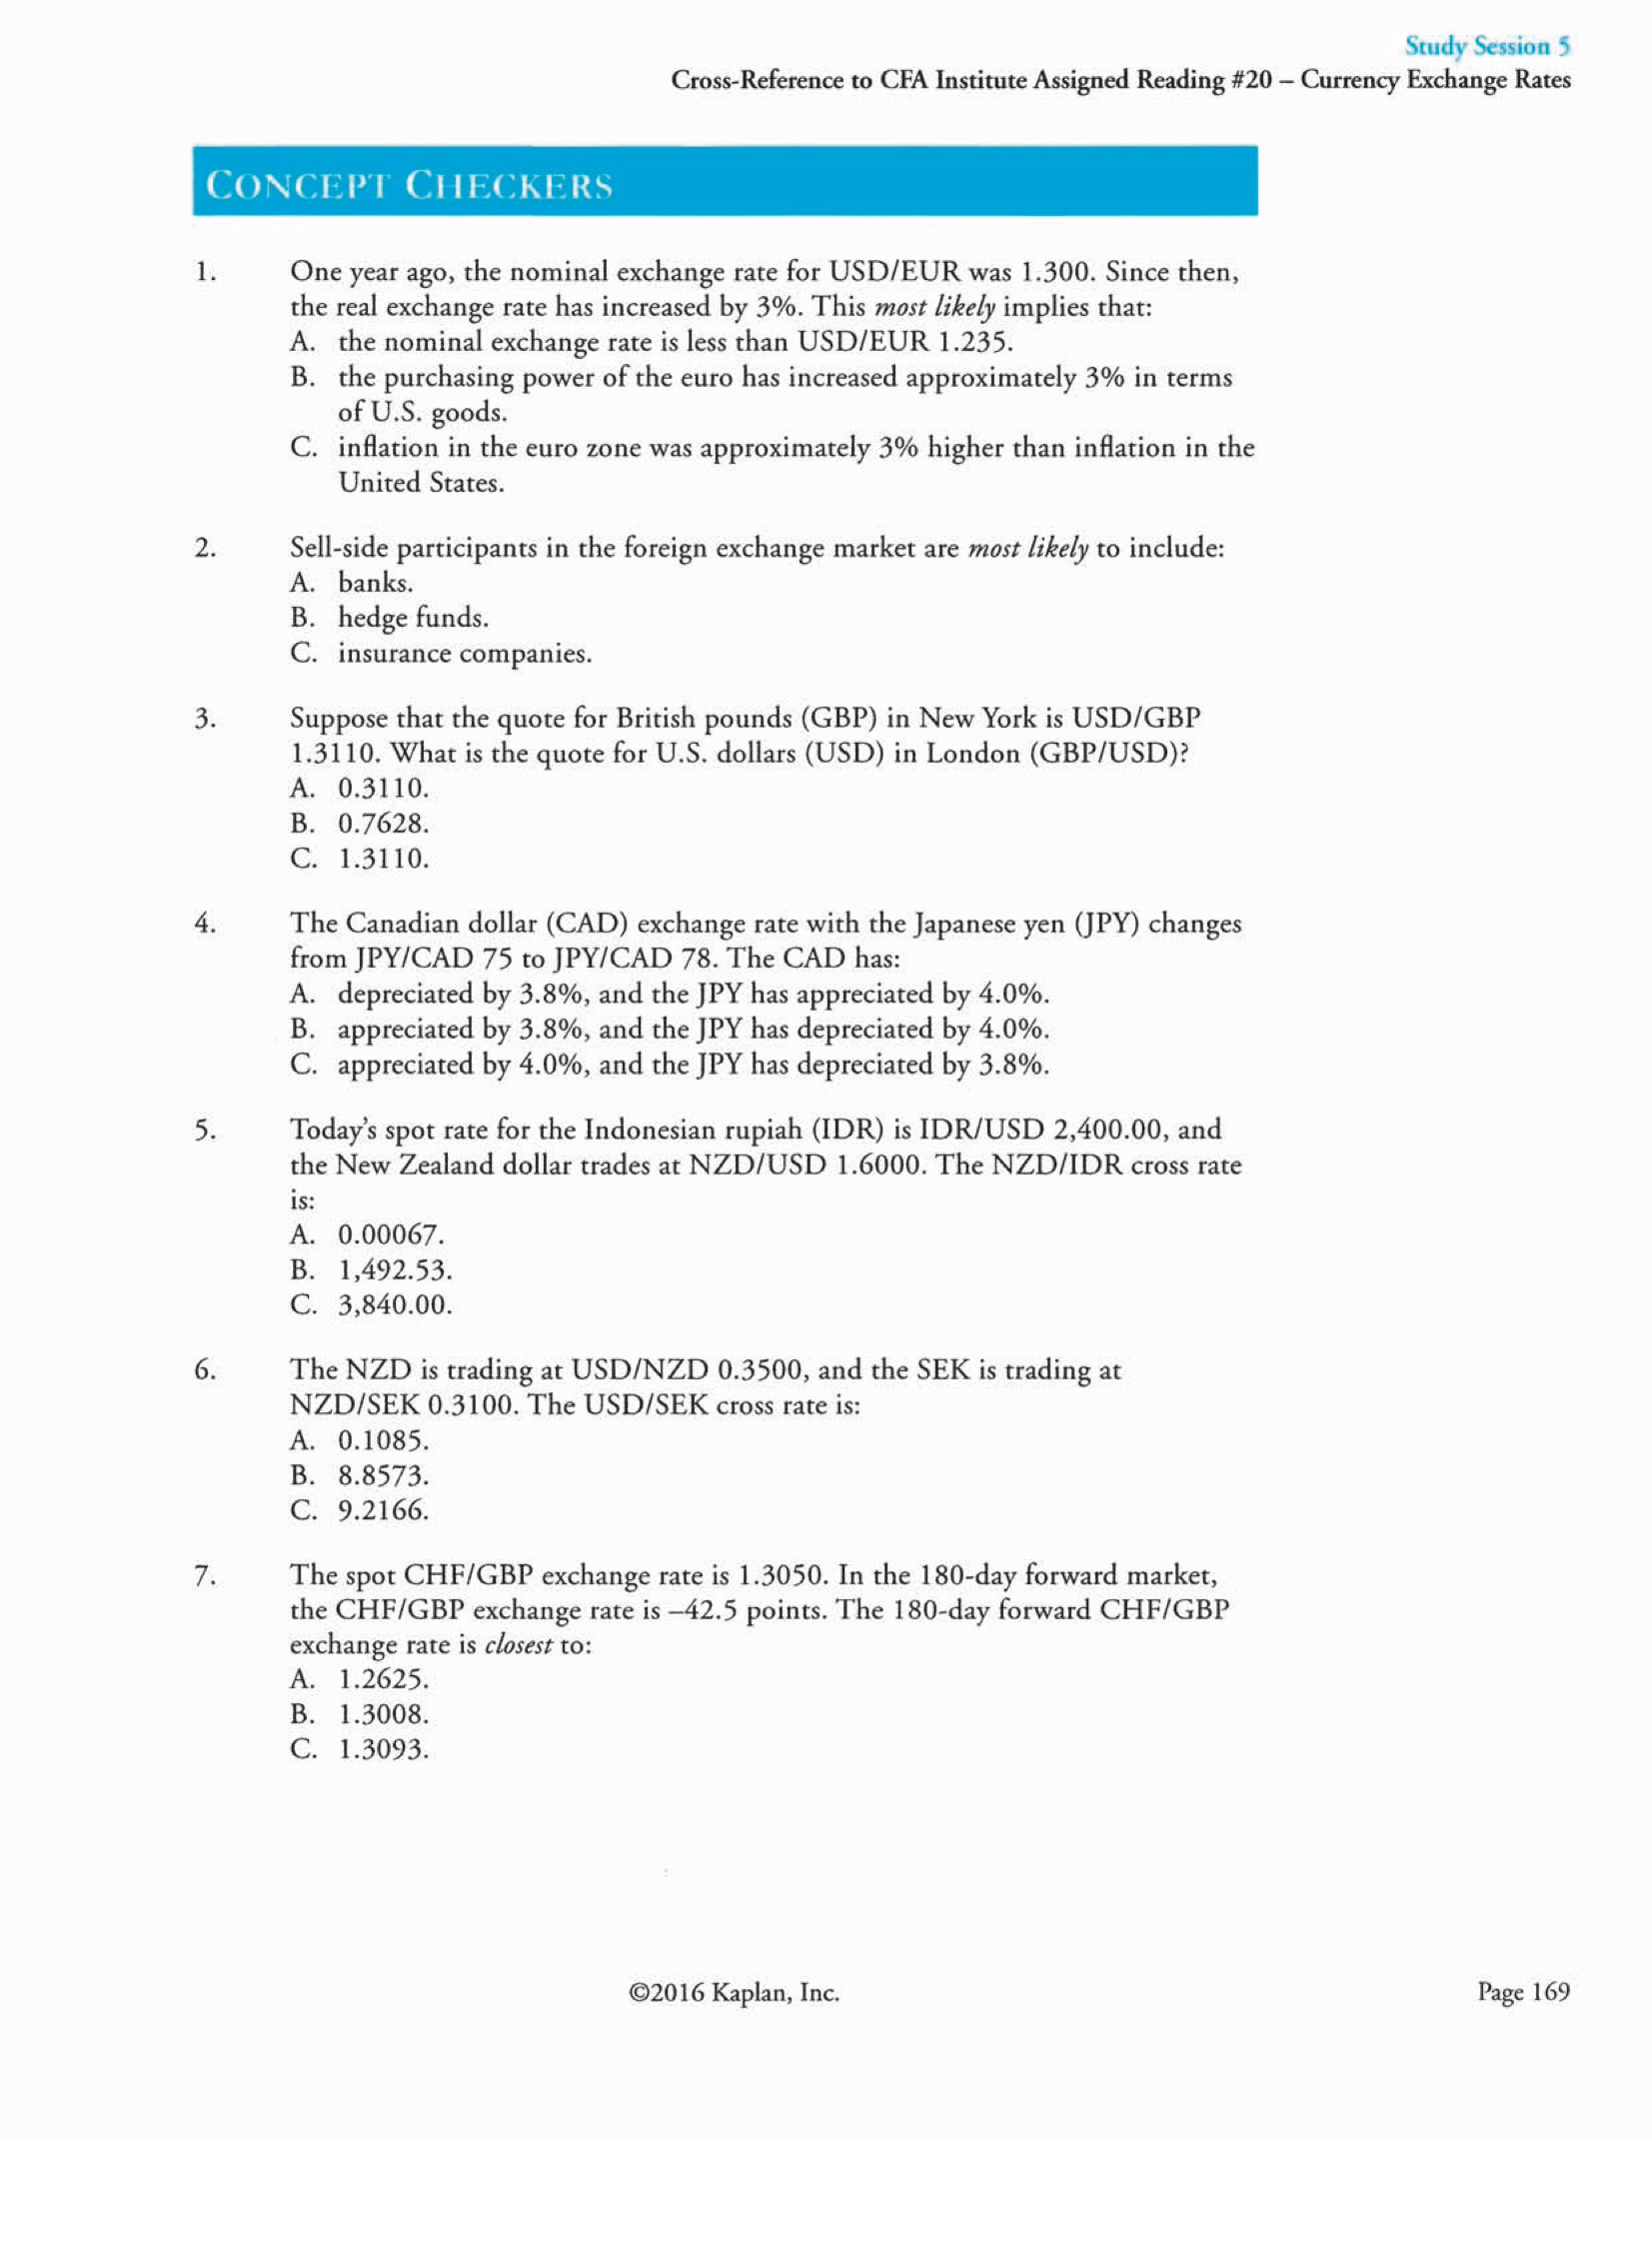 Study Session 5
Cross-Reference to CFA Institute Assigned Reading #20 – Currency Exchange Rates
CONCEPT CHECKERS
1. One year ago, the nominal exchange rate for USD/EUR was 1.300. Since then,
the real exchange rate has increased by 3%. This most likely implies that:
A. the nominal exchange rate is less than USD/EUR 1.235.
B. the purchasing power of the euro has increased approximately 3% in terms
of U.S. goods.
C. inflation in the euro zone was approximately 3% higher than inflation in the
United States.
2. Sell-side participants in the foreign exchange market are most likely to include:
A. banks.
B. hedge funds.
C. insurance companies.
3. Suppose that the quote for British pounds (GBP) in New York is USD/GBP
1.3110. What is the quote for U.S. dollars (USD) in London (GBP/USD)?
A. 0.3110.
B. 0.7628.
C. 1.3110.
4. The Canadian dollar (CAD) exchange rate with the Japanese yen (JPY) changes
from JPY/CAD 75 to JPY/CAD 78. The CAD has:
A. depreciated by 3.8%, and the JPY has appreciated by 4.0%.
B. appreciated by 3.8%, and the JPY has depreciated by 4.0%.
C. appreciated by 4.0%, and the JPY has depreciated by 3.8%.
5. Today's spot rate for the Indonesian rupiah (IDR) is IDR/USD 2,400.00, and
the New Zealand dollar trades at NZD/USD 1.6000. The NZD/IDR cross rate
is:
A. 0.00067.
B. 1,492.53.
C. 3,840.00.
6. The NZD is trading at USD/NZD 0.3500, and the SEK is trading at
NZD/SEK 0.3100. The USD/SEK cross rate is:
A. 0.1085.
B. 8.8573.
C. 9.2166.
7. The spot CHF/GBP exchange rate is 1.3050. In the 180-day forward market,
the CHF/GBP exchange rate is –42.5 points. The 180-day forward CHF/GBP
exchange rate is closest to:
A. 1.2625.
B. 1.3008.
C. 1.3093.
©2016 Kaplan, Inc.
Page 169